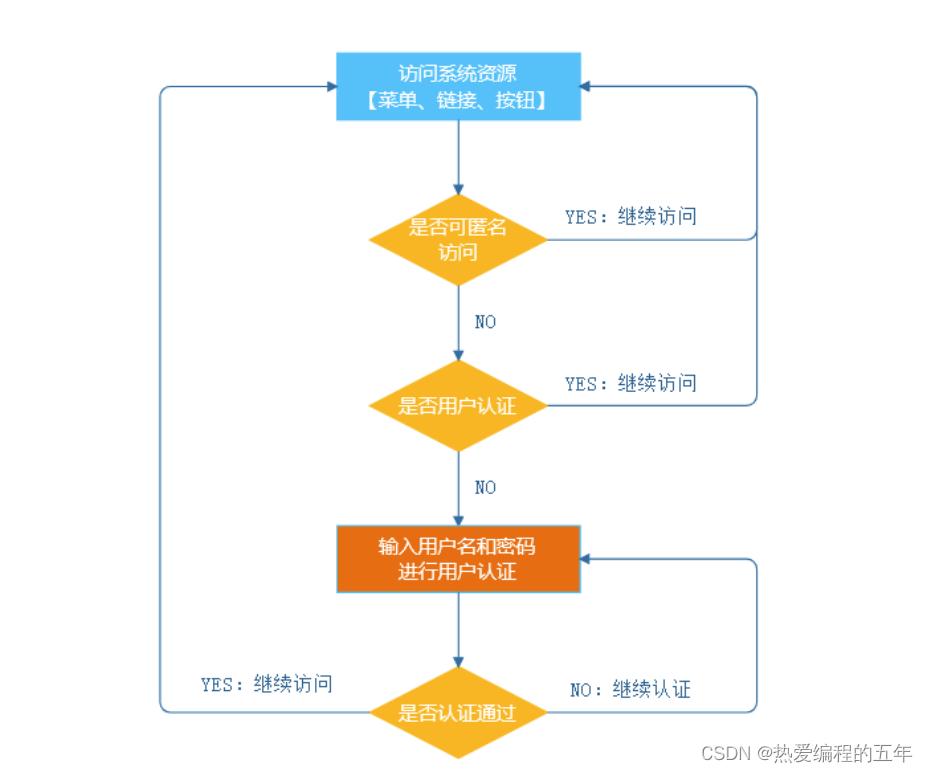 访问系统资源
【菜单、链接、按钮】
是否可匿名
访问
YES：继续访问
NO
是否用户认证
YES：继续访问
NO
输入用户名和密码
进行用户认证
YES：继续访问
是否认证通过
NO：继续认证
CSDN @热爱编程的五年